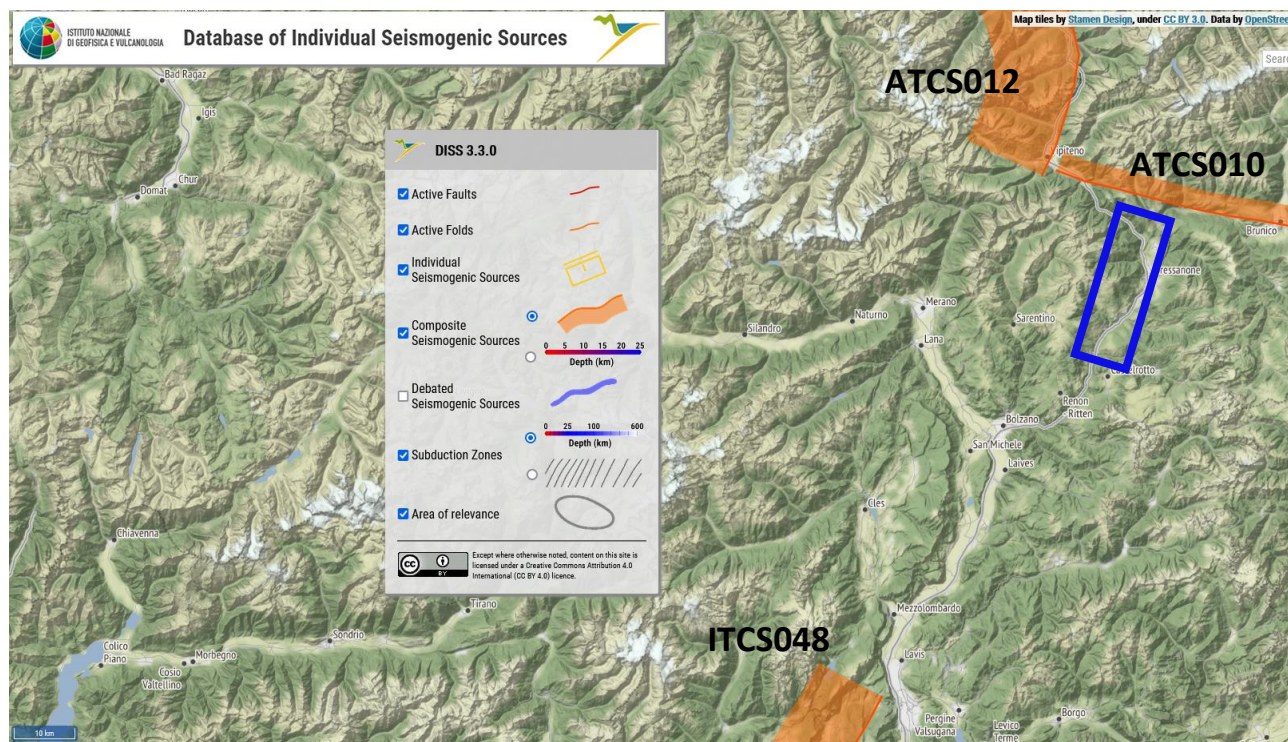 ISTITUTO NAZIONALE
DI GEOFISICA E VULCANOLOGIA
Database of Individual Seismogenic Sources
Map tiles by Stamen Design, under CC BY 3.0. Data by OpenStree
Sear
Bad Ragaz
Igis
Chur
Domat
ATCS012
ipiteno
ATCS010
Brunico
ressanone
DISS 3.3.0
Active Faults
Active Folds
Individual
Seismogenic Sources
Composite
Seismogenic Sources
0 5 10 15 20 25
Depth (km)
Debated
Seismogenic Sources
0 25 100 600
Depth (km)
Subduction Zones
Area of relevance
cc
BY
Except where otherwise noted, content on this site is
licensed under a Creative Commons Attribution 4.0
International (CC BY 4.0) licence.
Merano
Naturno
Silandro
Lana
Sarentino
Renon
Ritten
Bolzano
San Michele
Laives
Cles
Chiavenna
Tirano
Sondrio
Colico
Piano
Morbegno
Cosio
Valtellino
Mezzolombardo
ITCS048
Lavis
Pergine
Valsugana
Levico
Terme
Borgo
10 km